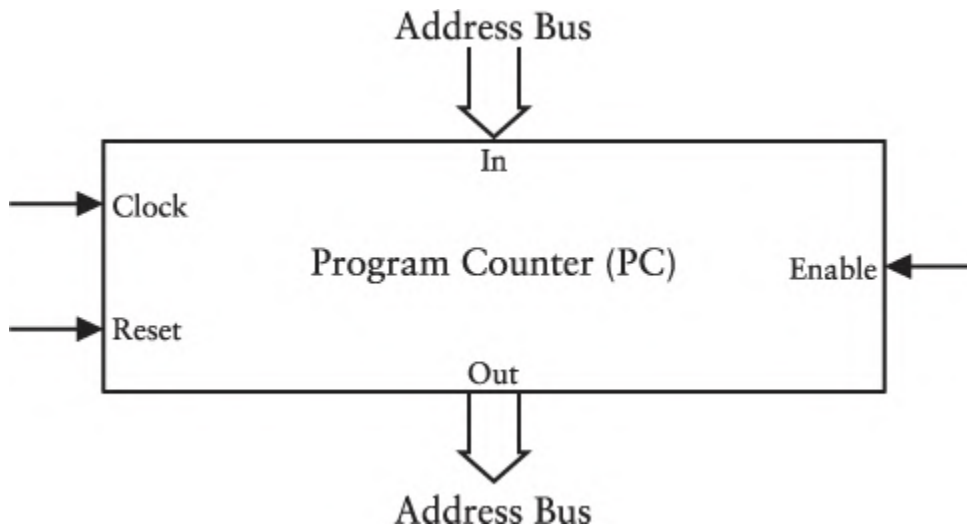 Address Bus
In
Clock
Program Counter (PC)
Enable
Reset
Out
Address Bus